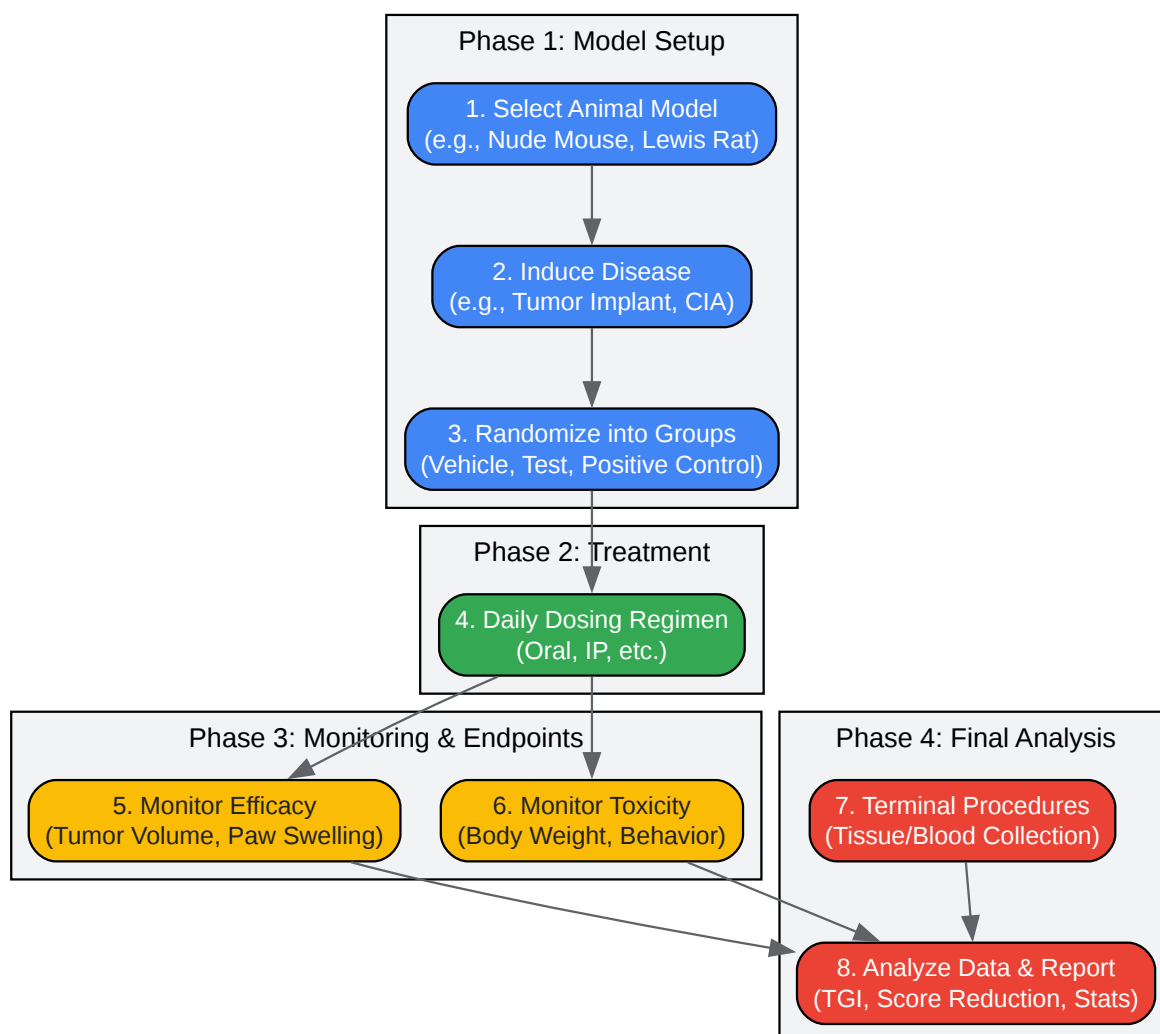 Phase 1: Model Setup
1. Select Animal Model
(e.g., Nude Mouse, Lewis Rat)
2. Induce Disease
(e.g., Tumor Implant, CIA)
3. Randomize into Groups
(Vehicle, Test, Positive Control)
Phase 2: Treatment
4. Daily Dosing Regimen
(Oral, IP, etc.)
Phase 3: Monitoring & Endpoints
5. Monitor Efficacy
(Tumor Volume, Paw Swelling)
6. Monitor Toxicity
(Body Weight, Behavior)
Phase 4: Final Analysis
7. Terminal Procedures
(Tissue/Blood Collection)
8. Analyze Data & Report
(TGI, Score Reduction, Stats)